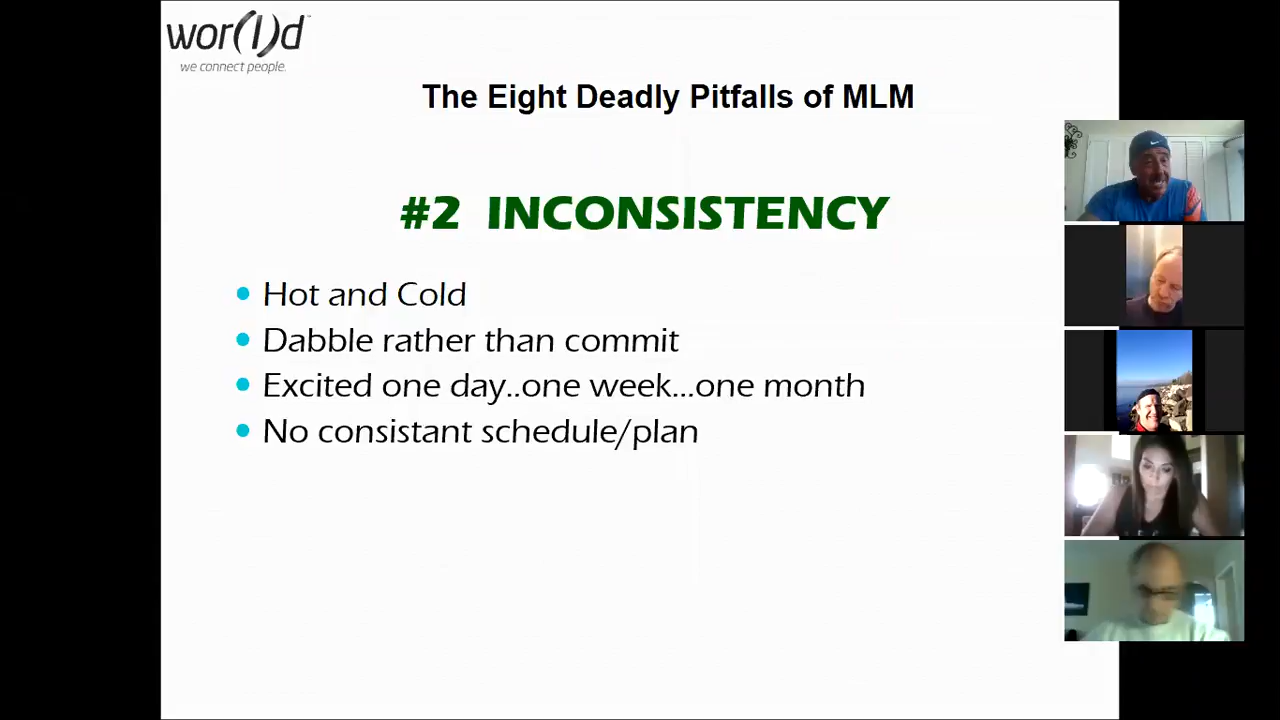 wor(l)d™
we connect people.
The Eight Deadly Pitfalls of MLM
#2 INCONSISTENCY
Hot and Cold
Dabble rather than commit
Excited one day..one week...one month
No consistant schedule/plan